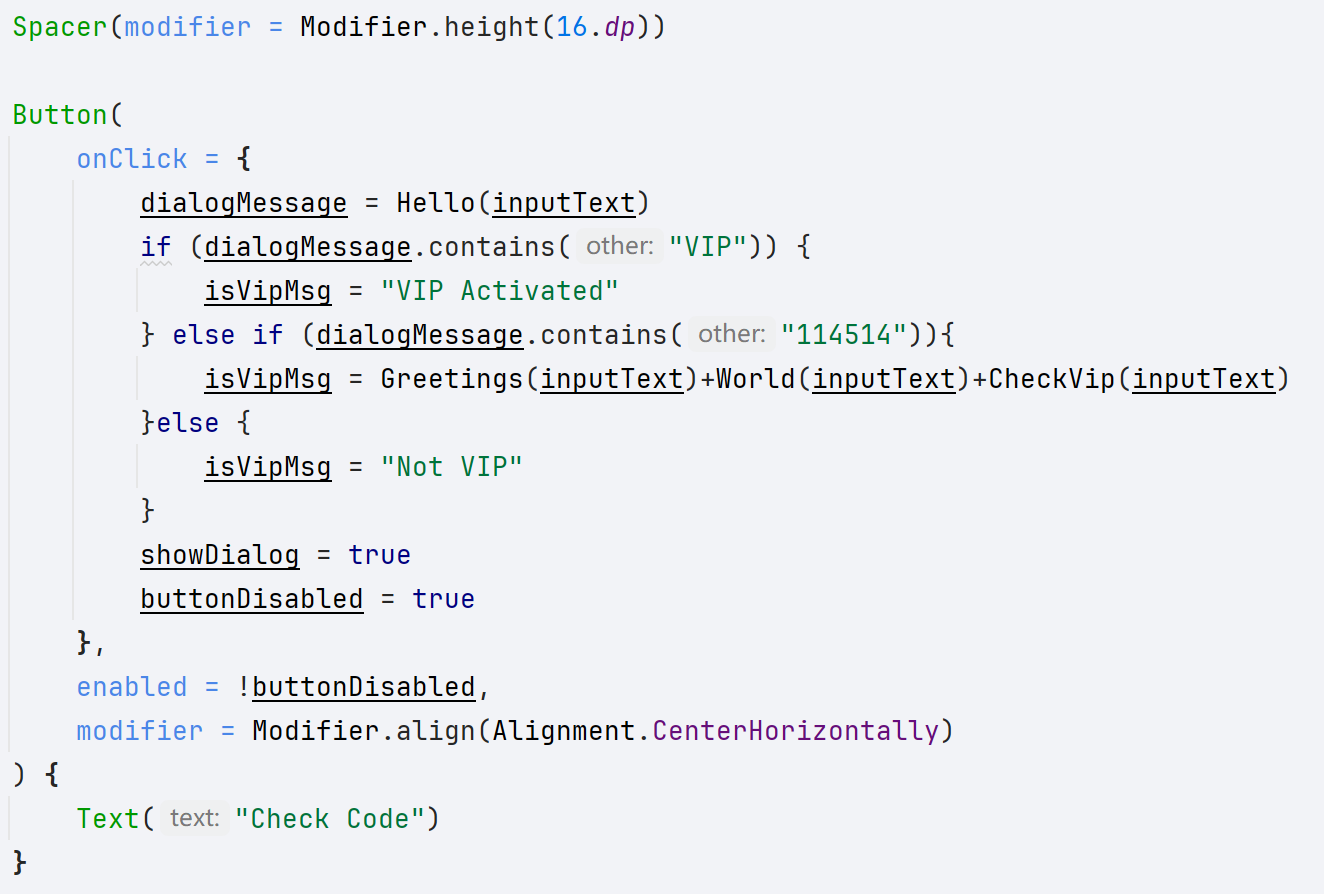 Spacer(modifier = Modifier.height(16.dp))
Button(
onClick = {
dialogMessage = Hello(inputText)
if (dialogMessage.contains( other: "VIP")) {
isVipMsg = "VIP Activated"
} else if (dialogMessage.contains( other: "114514")){
isVipMsg = Greetings(inputText)+World(inputText)+CheckVip(inputText)
}else {
isVipMsg = "Not VIP"
}
showDialog = true
buttonDisabled = true
},
enabled = !buttonDisabled,
modifier = Modifier.align(Alignment.CenterHorizontally)
) {
Text( text: "Check Code")
}